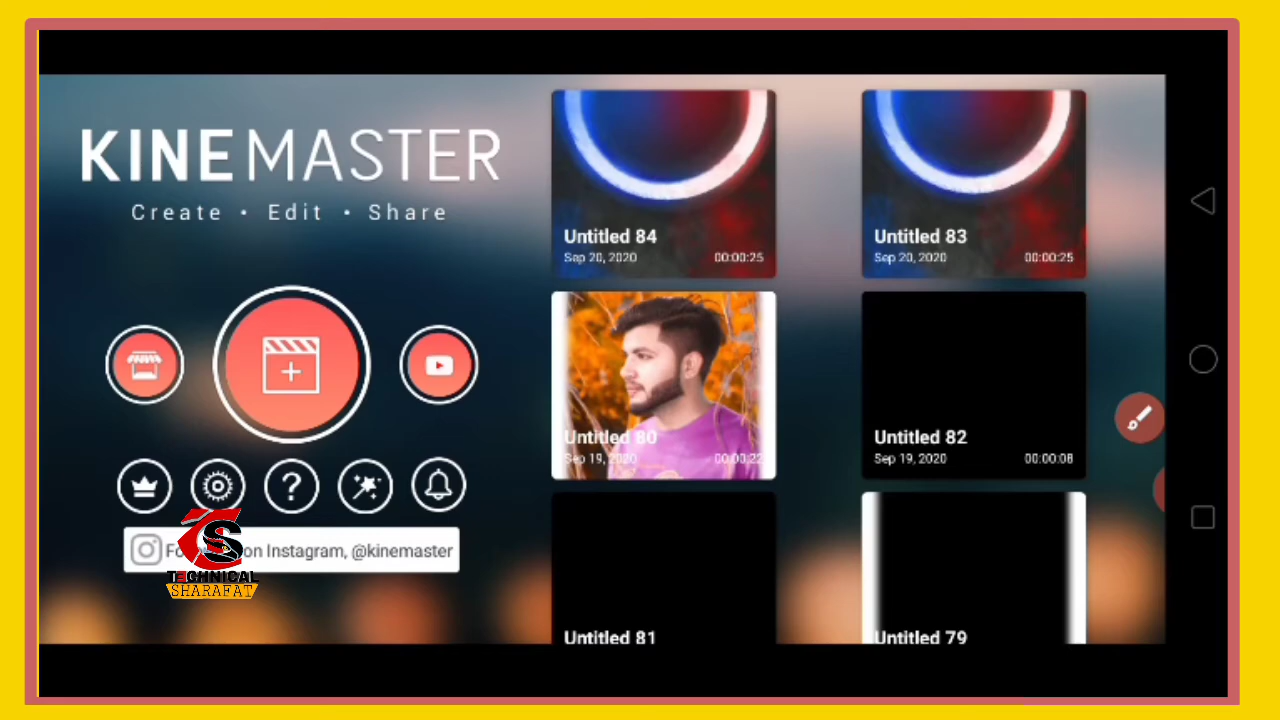 KINEMASTER
Create • Edit • Share
on Instagram, @kinemaster
TECHNICAL
SHARAFAT
Untitled 84
Sep 20, 2020 00:00:25
Untitled 83
Sep 20, 2020 00:00:25
Untitled 80
Sep 19, 2020 00:00:22
Untitled 82
Sep 19, 2020 00:00:08
Untitled 81
Untitled 79